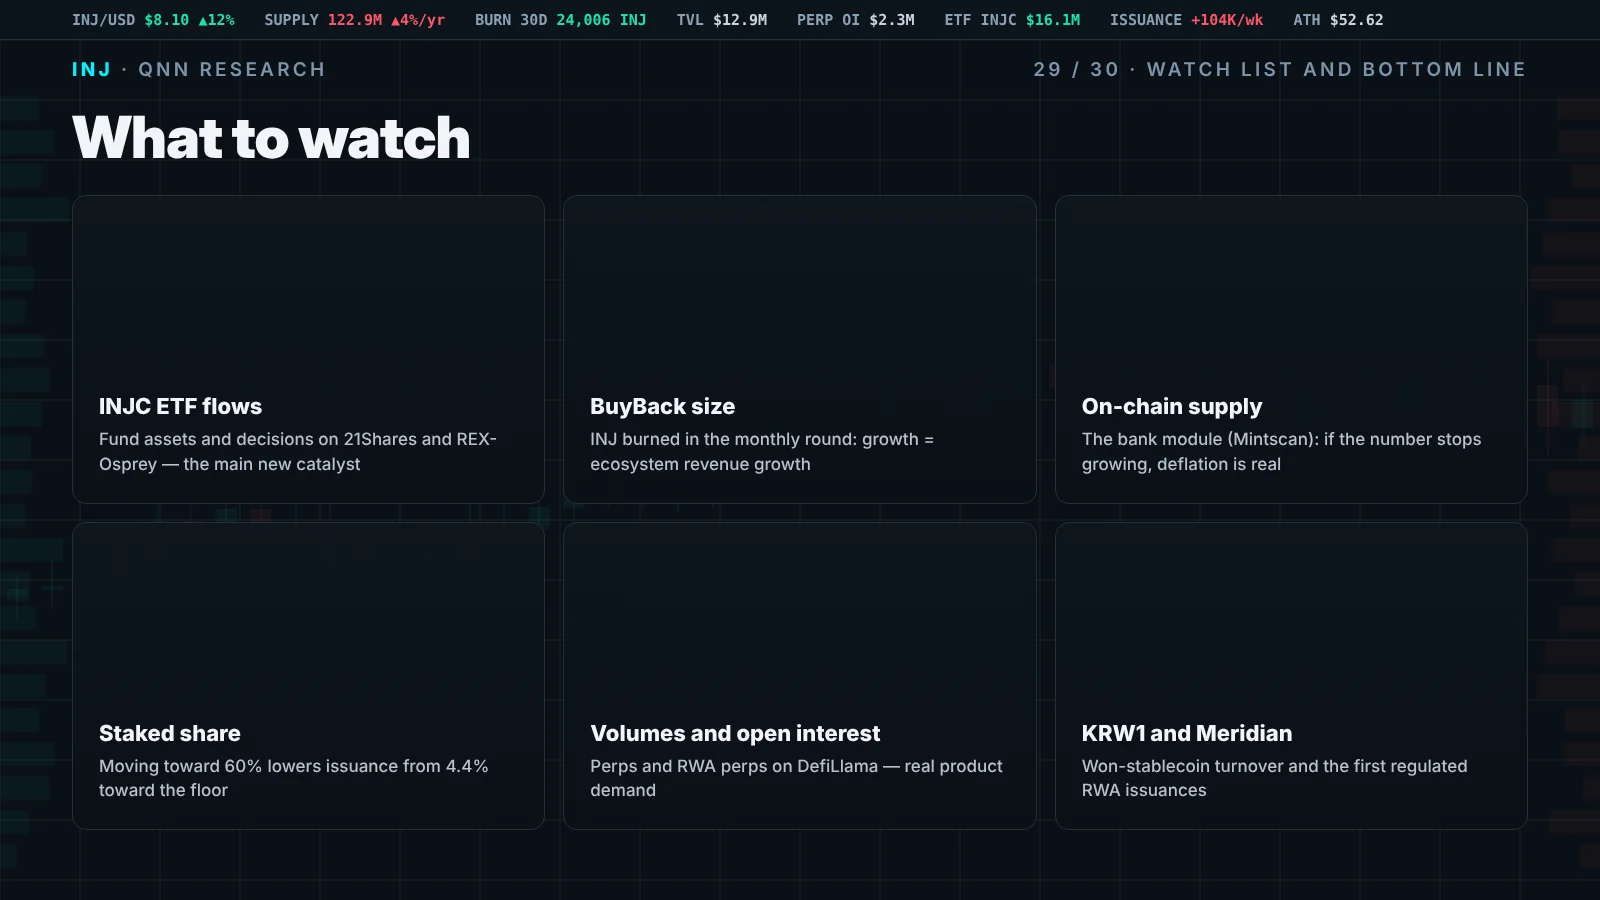 INJ/USD $8.10 ▲12% SUPPLY 122.9M ▲4%/yr BURN 30D 24,006 INJ TVL $12.9M PERP OI $2.3M ETF INJC $16.1M ISSUANCE +104K/wk ATH $52.62
INJ · QNN RESEARCH
29 / 30 · WATCH LIST AND BOTTOM LINE
What to watch
INJC ETF flows
Fund assets and decisions on 21Shares and REX-
Osprey — the main new catalyst
BuyBack size
INJ burned in the monthly round: growth =
ecosystem revenue growth
On-chain supply
The bank module (Mintscan): if the number stops
growing, deflation is real
Staked share
Moving toward 60% lowers issuance from 4.4%
toward the floor
Volumes and open interest
Perps and RWA perps on DefiLlama — real product
demand
KRW1 and Meridian
Won-stablecoin turnover and the first regulated
RWA issuances